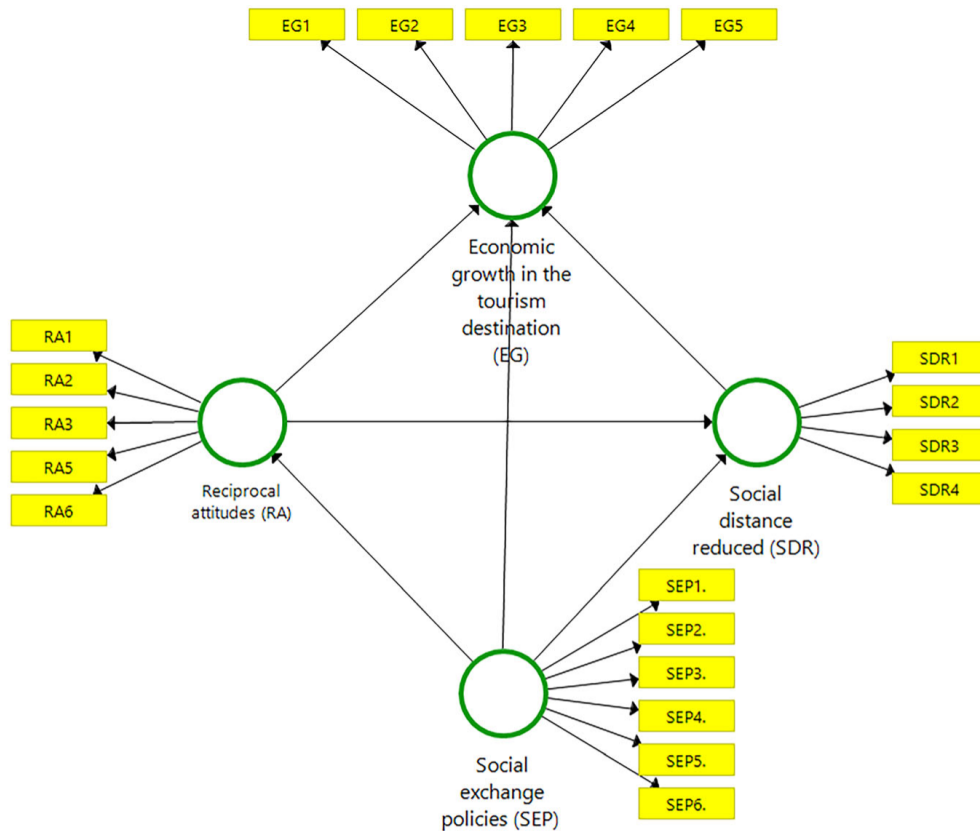 EG1
EG2
EG3
EG4
EG5
Economic
growth in the
tourism
destination
(EG)
RA1
RA2
RA3
RA5
RA6
Reciprocal
attitudes (RA)
SDR1
SDR2
SDR3
SDR4
Social
distance
reduced (SDR)
SEP1.
SEP2.
SEP3.
SEP4.
SEP5.
SEP6.
Social
exchange
policies (SEP)